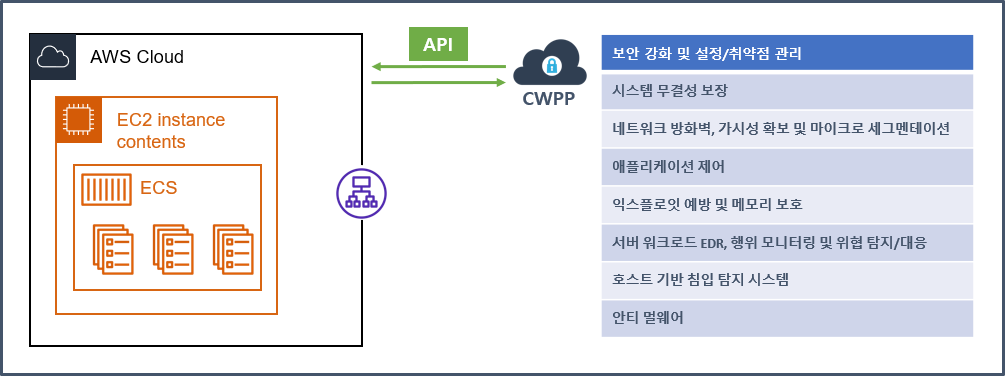 AWS Cloud
EC2 instance
contents
ECS
API
CWPP
보안 강화 및 설정/취약점 관리
시스템 무결성 보장
네트워크 방화벽, 가시성 확보 및 마이크로 세그멘테이션
애플리케이션 제어
익스플로잇 예방 및 메모리 보호
서버 워크로드 EDR, 행위 모니터링 및 위협 탐지/대응
호스트 기반 침입 탐지 시스템
안티 멀웨어